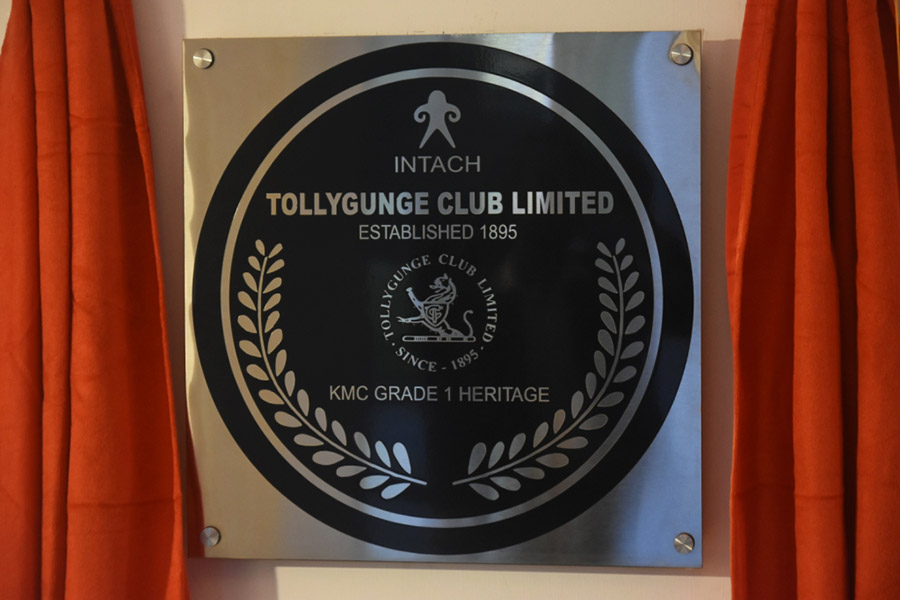 INTACH
TOLLYGUNGE CLUB LIMITED
ESTABLISHED 1895
· TOLLYGUNGE CLUB LIMITED ·
SINCE - 1895
KMC GRADE 1 HERITAGE